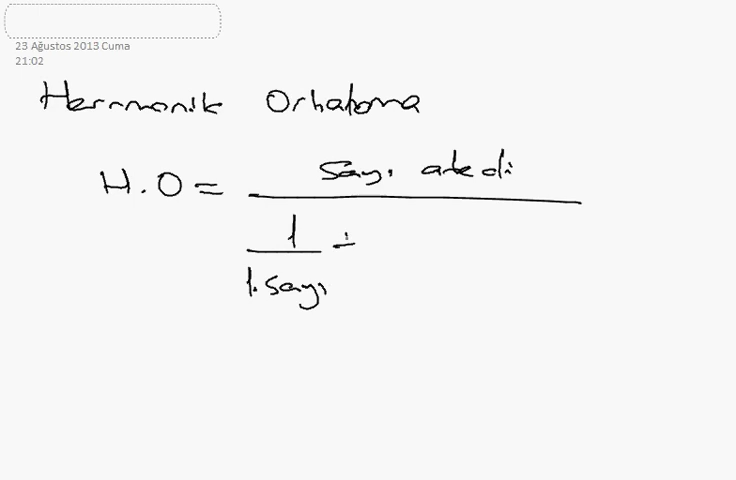 23 Ağustos 2013 Cuma
21:02
Harmonik Ortalama
H.O = sayı adedi
1 +
1. sayı